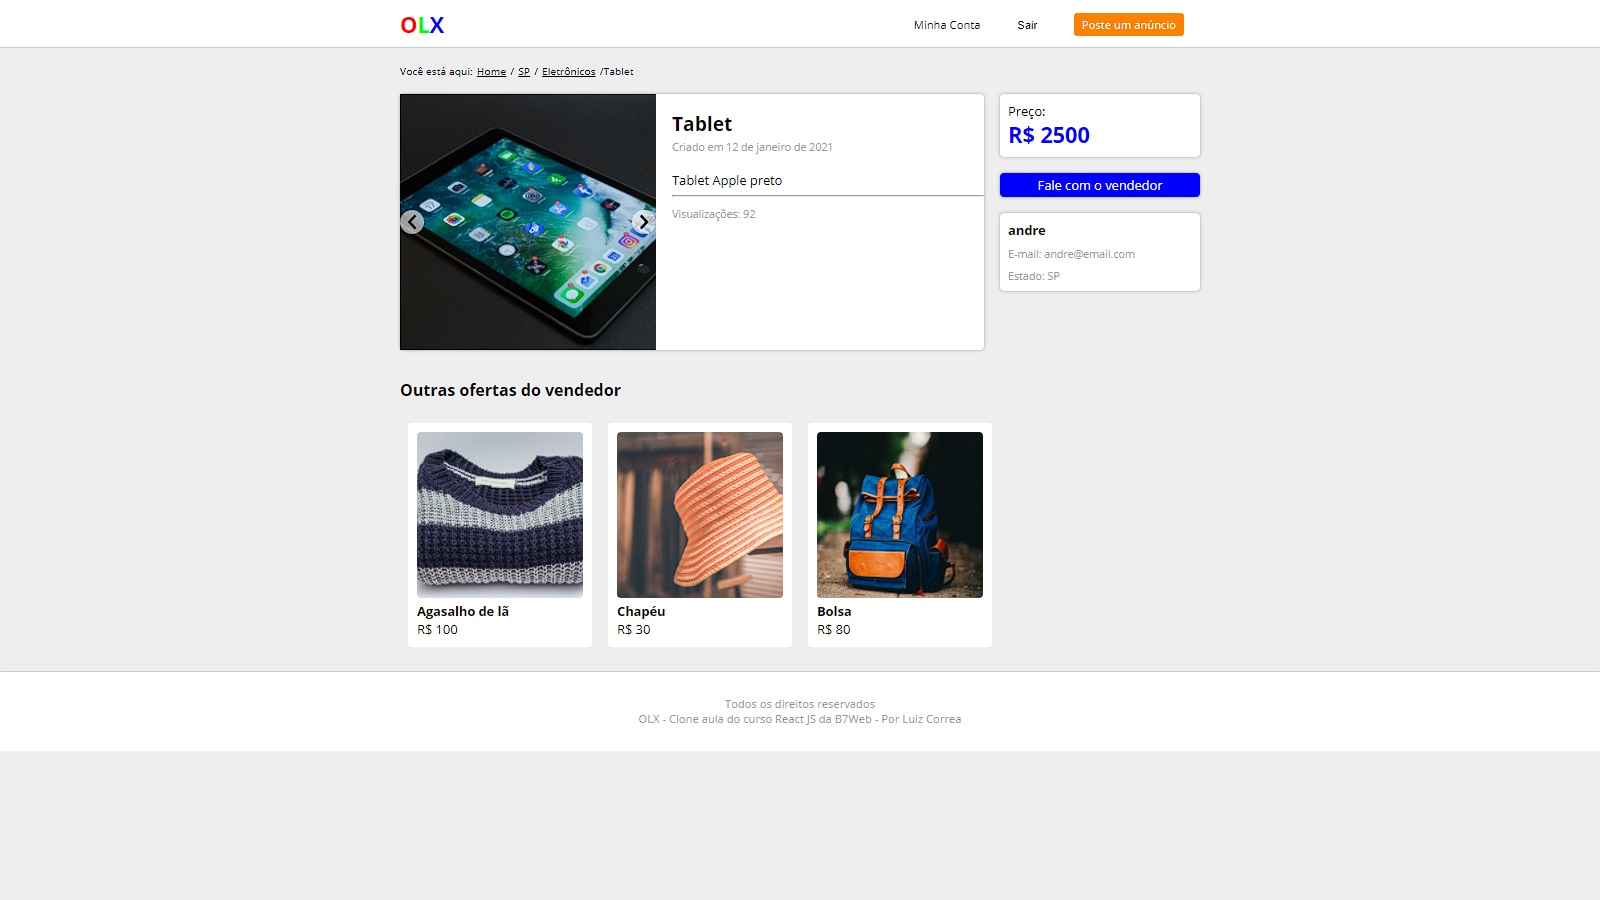 OLX
Minha Conta
Sair
Poste um anúncio
Você está aqui: Home / SP / Eletrônicos /Tablet
Tablet
Criado em 12 de janeiro de 2021
Tablet Apple preto
Visualizações: 92
Preço:
R$ 2500
Fale com o vendedor
andre
E-mail: andre@email.com
Estado: SP
Outras ofertas do vendedor
Agasalho de lã
R$ 100
Chapéu
R$ 30
Bolsa
R$ 80
Todos os direitos reservados
OLX - Clone aula do curso React JS da B7Web - Por Luiz Correa